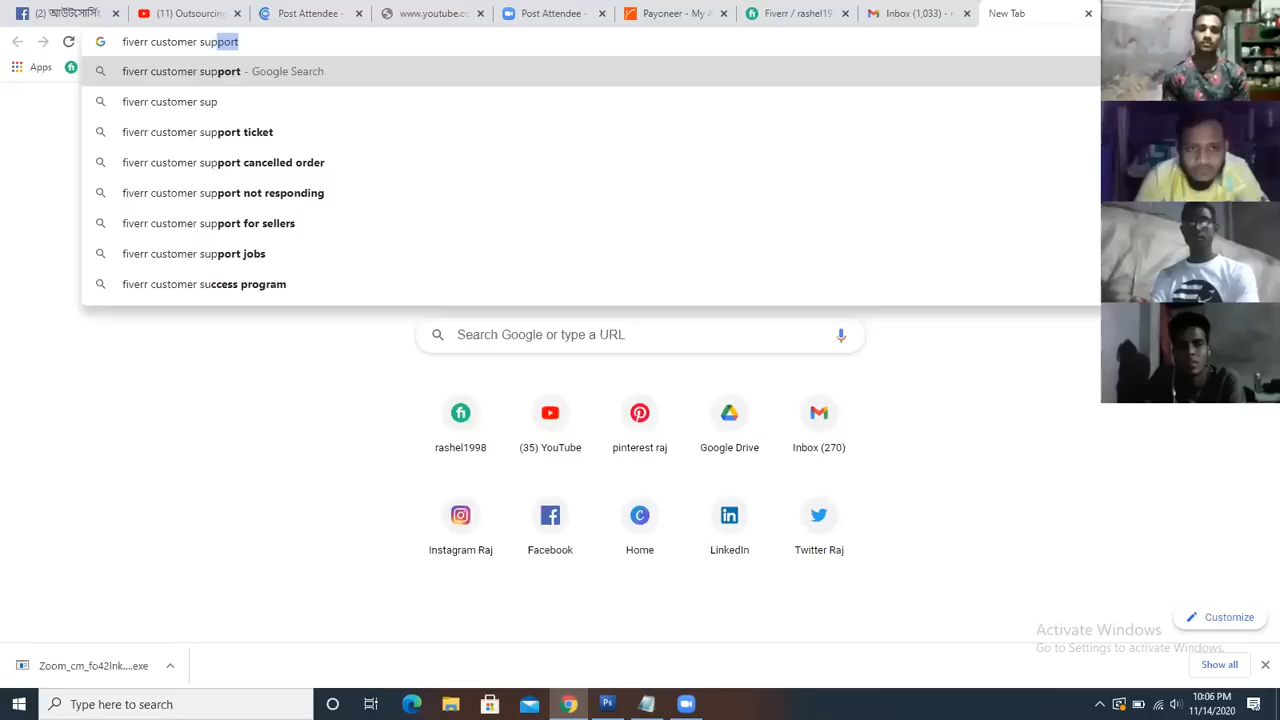 (2) আউটসোর্সিং
(11) Outsourcing
Post Attendee -
www.youtube.co
Post Attendee -
Payoneer - My A
Fiverr / rashel19
Inbox (1,033) - r
New Tab
fiverr customer support
Apps
fiverr customer support - Google Search
fiverr customer sup
fiverr customer support ticket
fiverr customer support cancelled order
fiverr customer support not responding
fiverr customer support for sellers
fiverr customer support jobs
fiverr customer success program
Search Google or type a URL
rashel1998
(35) YouTube
pinterest raj
Google Drive
Inbox (270)
Instagram Raj
Facebook
Home
LinkedIn
Twitter Raj
Customize
Activate Windows
Go to Settings to activate Windows.
Zoom_cm_fo42lnk....exe
Show all
Type here to search
10:06 PM
11/14/2020